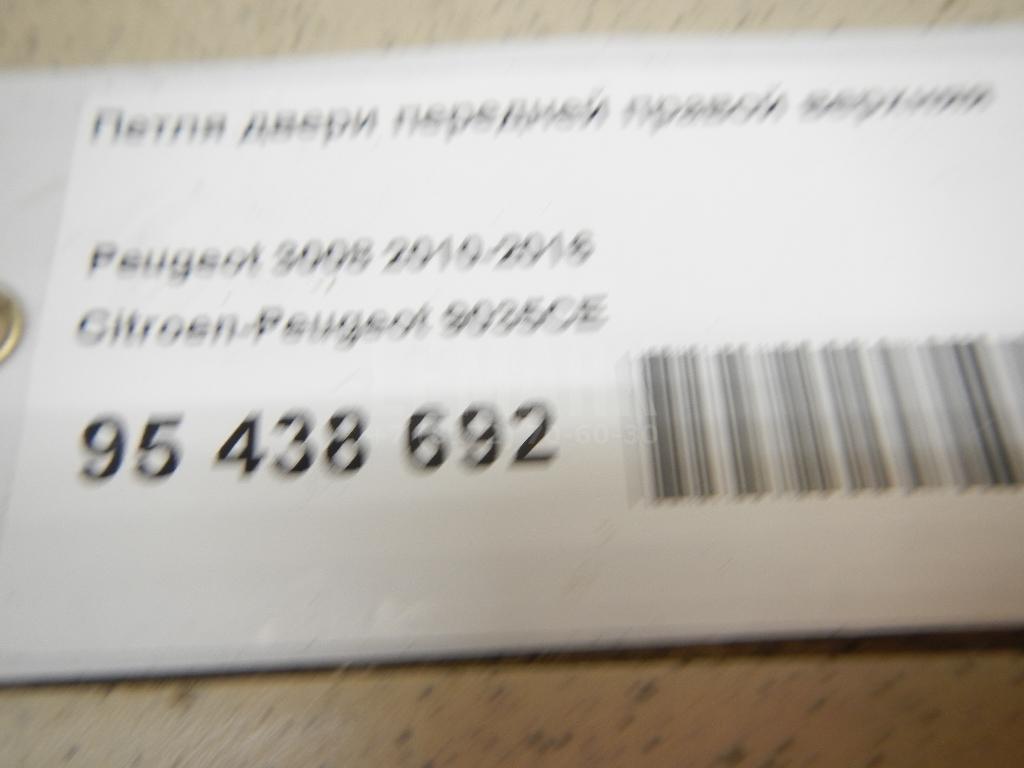 Петля двери передней правой верхняя
Peugeot 3008 2010-2016
Citroen-Peugeot 9035CE
95 438 692